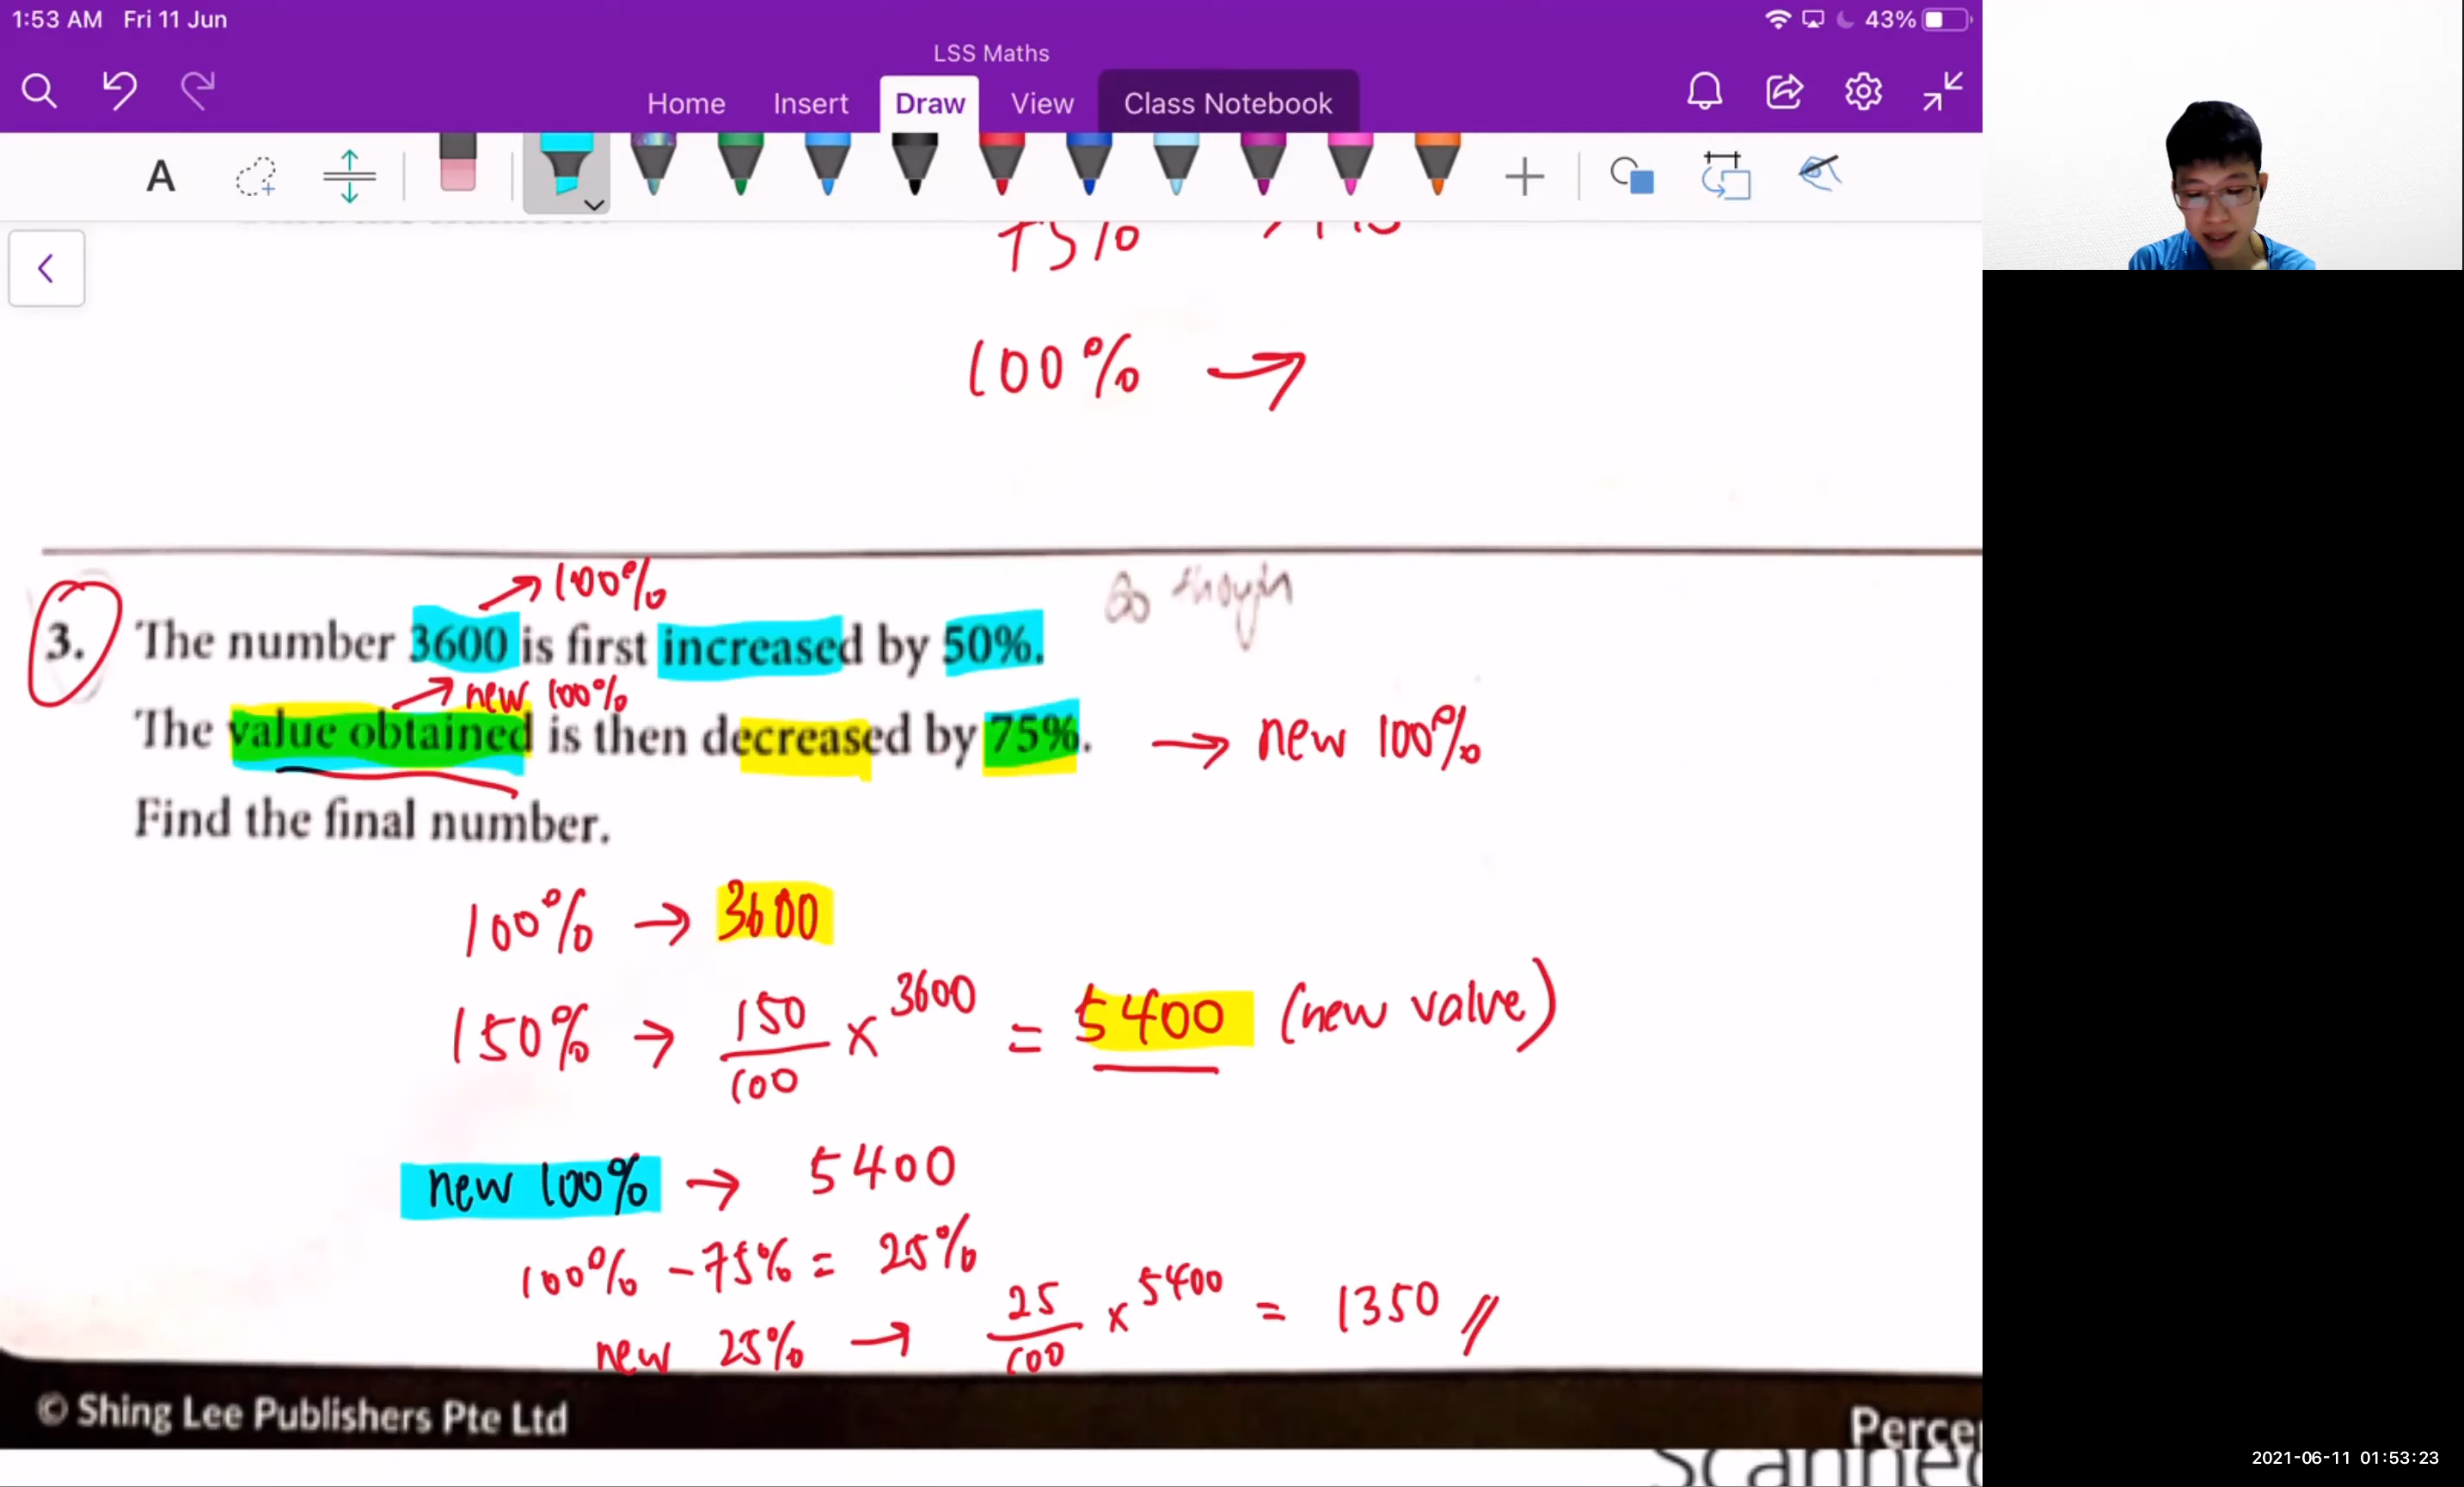 1:53 AM Fri 11 Jun
43%
LSS Maths
Home Insert Draw View Class Notebook
A
100% →
→ 100%
3. The number 3600 is first increased by 50%.
→ new 100%
The value obtained is then decreased by 75%. → new 100%
Find the final number.
100% → 3600
150% → 150/100 × 3600 = 5400 (new value)
new 100% → 5400
100% - 75% = 25%
new 25% → 25/100 × 5400 = 1350 //
© Shing Lee Publishers Pte Ltd
2021-06-11 01:53:23